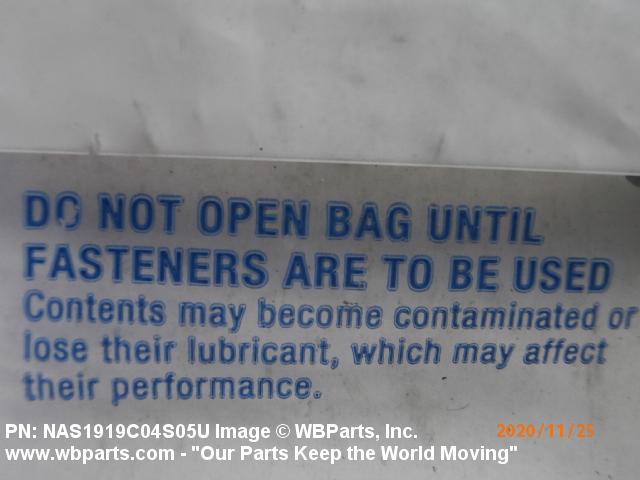 DO NOT OPEN BAG UNTIL
FASTENERS ARE TO BE USED
Contents may become contaminated or
lose their lubricant, which may affect
their performance.
PN: NAS1919C04S05U Image © WBParts, Inc. 2020/11/25
www.wbparts.com - "Our Parts Keep the World Moving"